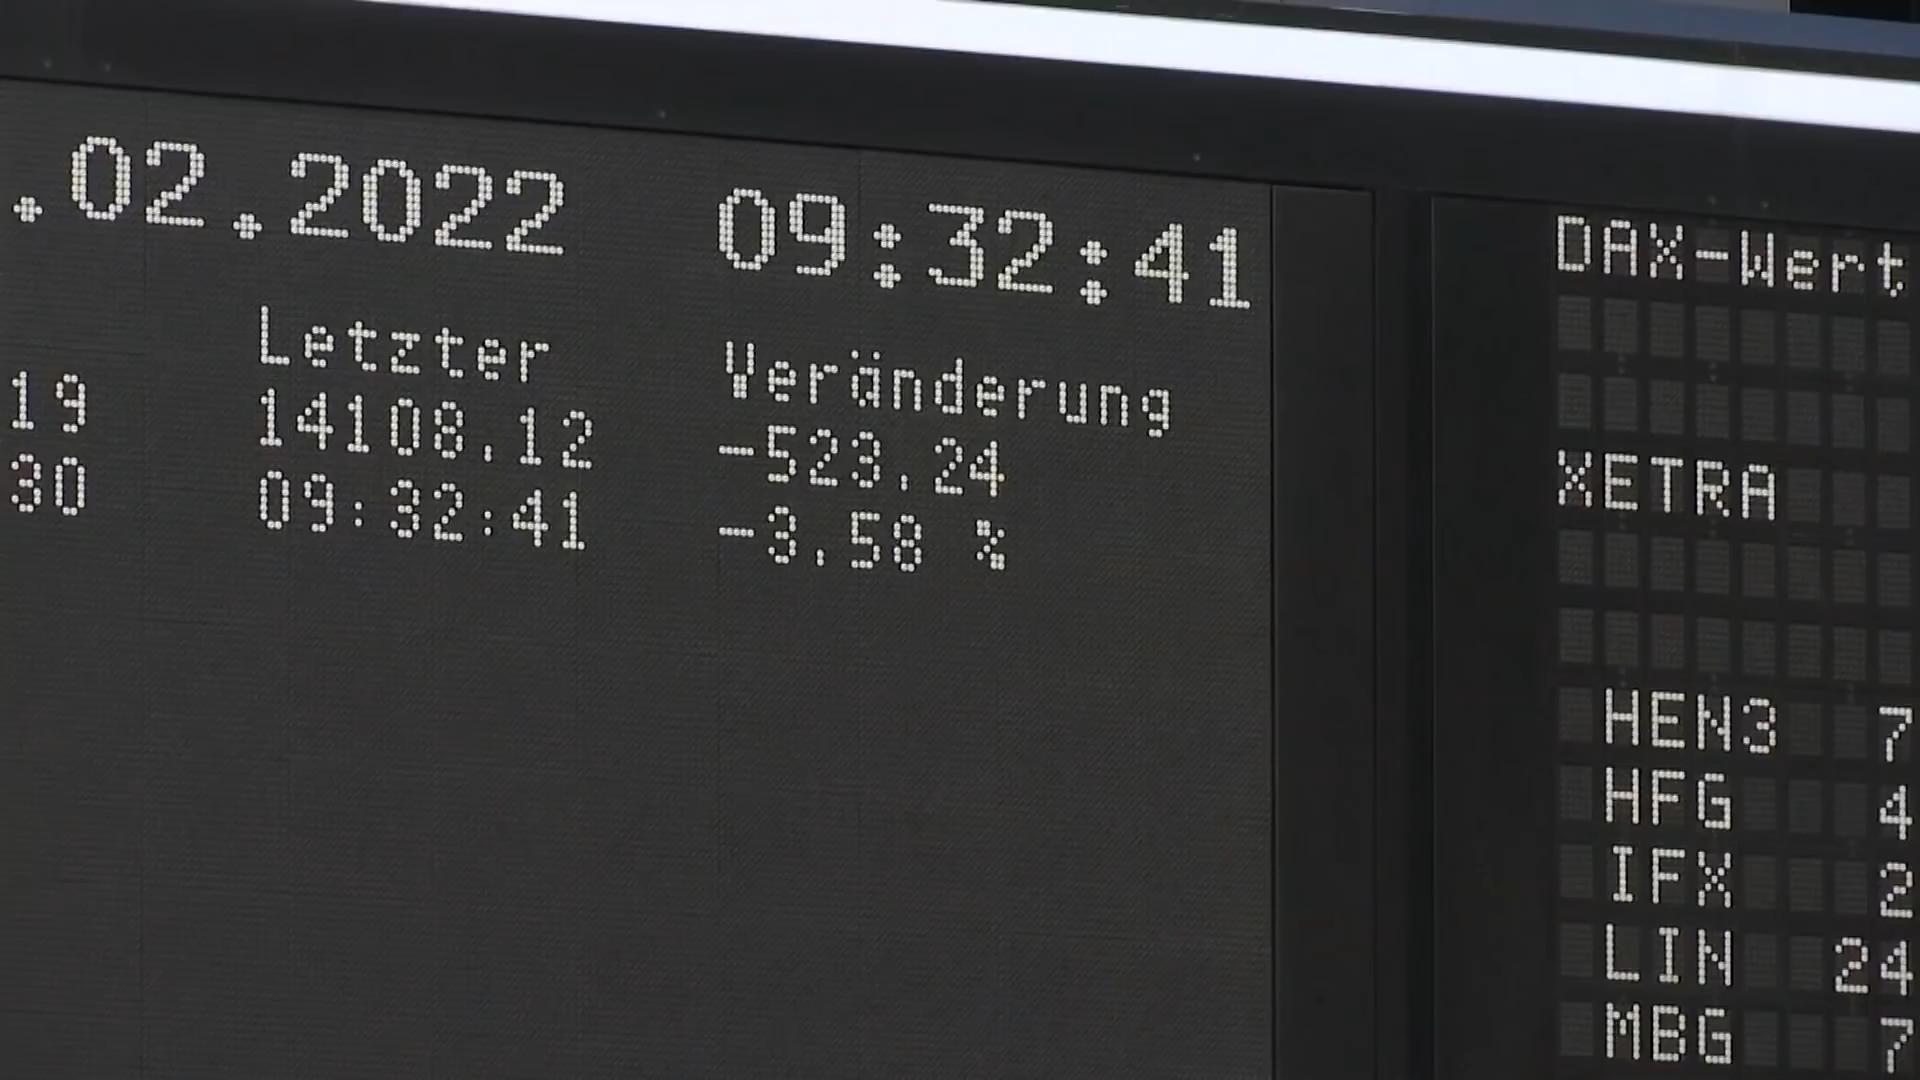 .02.2022 09:32:41
Letzter Veränderung
19 14108,12 -523,24
30 09:32:41 -3,58 %
DAX-Wert
XETRA
HEN3 7
HFG 4
IFX 2
LIN 24
MBG 7